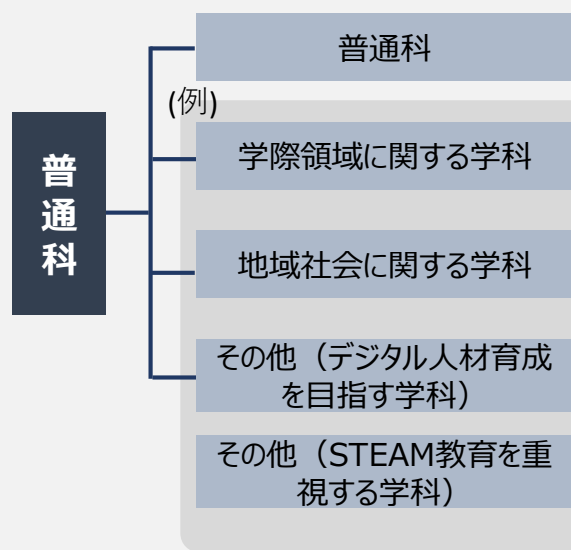 普通科
普通科
(例)
学際領域に関する学科
地域社会に関する学科
その他（デジタル人材育成
を目指す学科）
その他（STEAM教育を重
視する学科）